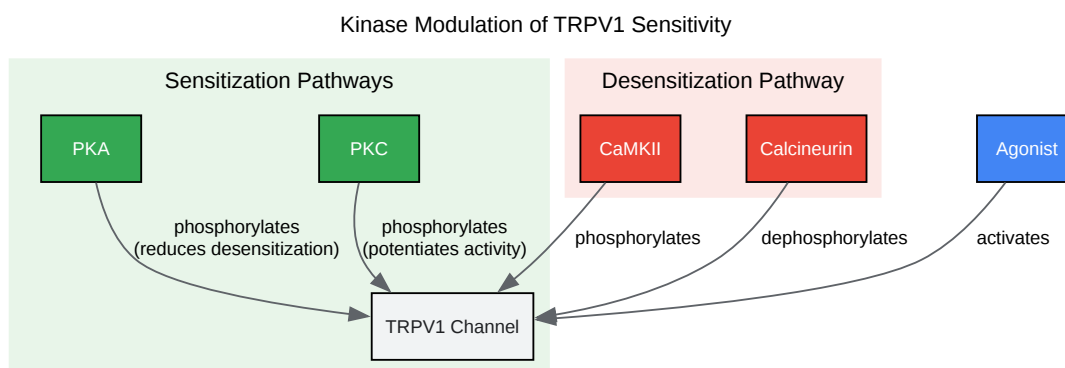 Kinase Modulation of TRPV1 Sensitivity
Sensitization Pathways
Desensitization Pathway
PKA
PKC
CaMKII
Calcineurin
Agonist
phosphorylates
(reduces desensitization)
phosphorylates
(potentiates activity)
phosphorylates
dephosphorylates
activates
TRPV1 Channel